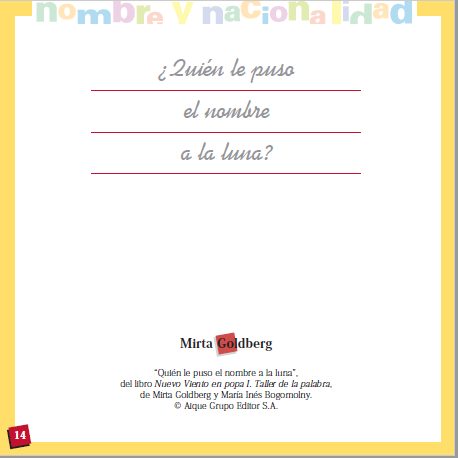 nombre y nacionalidad
¿Quién le puso
el nombre
a la luna?
Mirta Goldberg
"Quién le puso el nombre a la luna",
del libro Nuevo Viento en popa I. Taller de la palabra,
de Mirta Goldberg y María Inés Bogomolny.
© Aique Grupo Editor S.A.
14